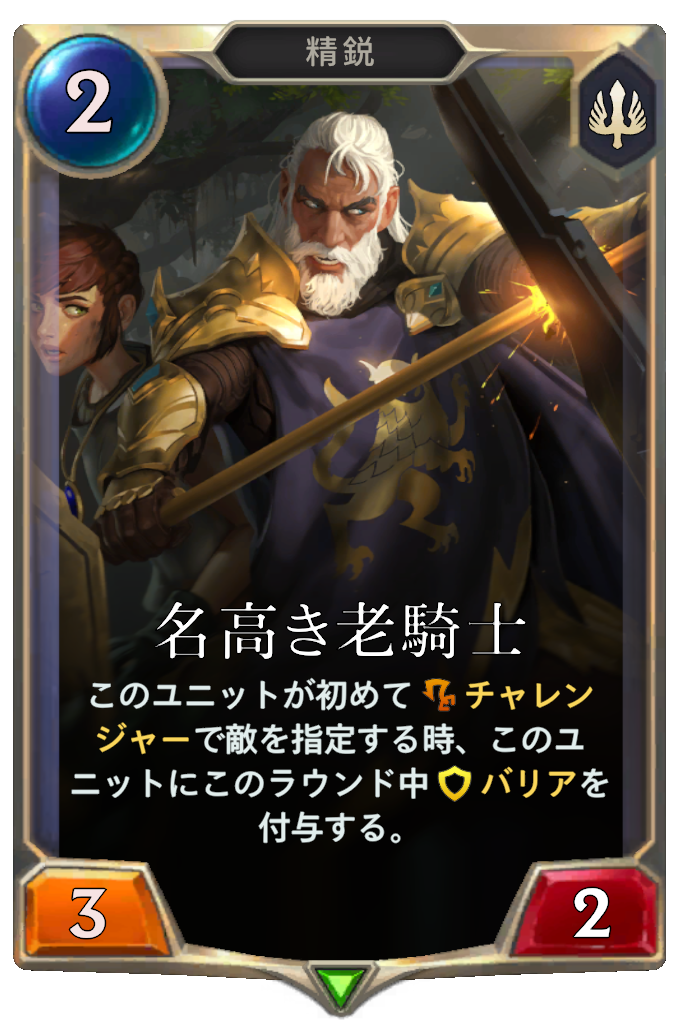 精鋭
2
名高き老騎士
このユニットが初めて チャレン
ジャーで敵を指定する時、このユ
ニットにこのラウンド中 バリアを
付与する。
3
2